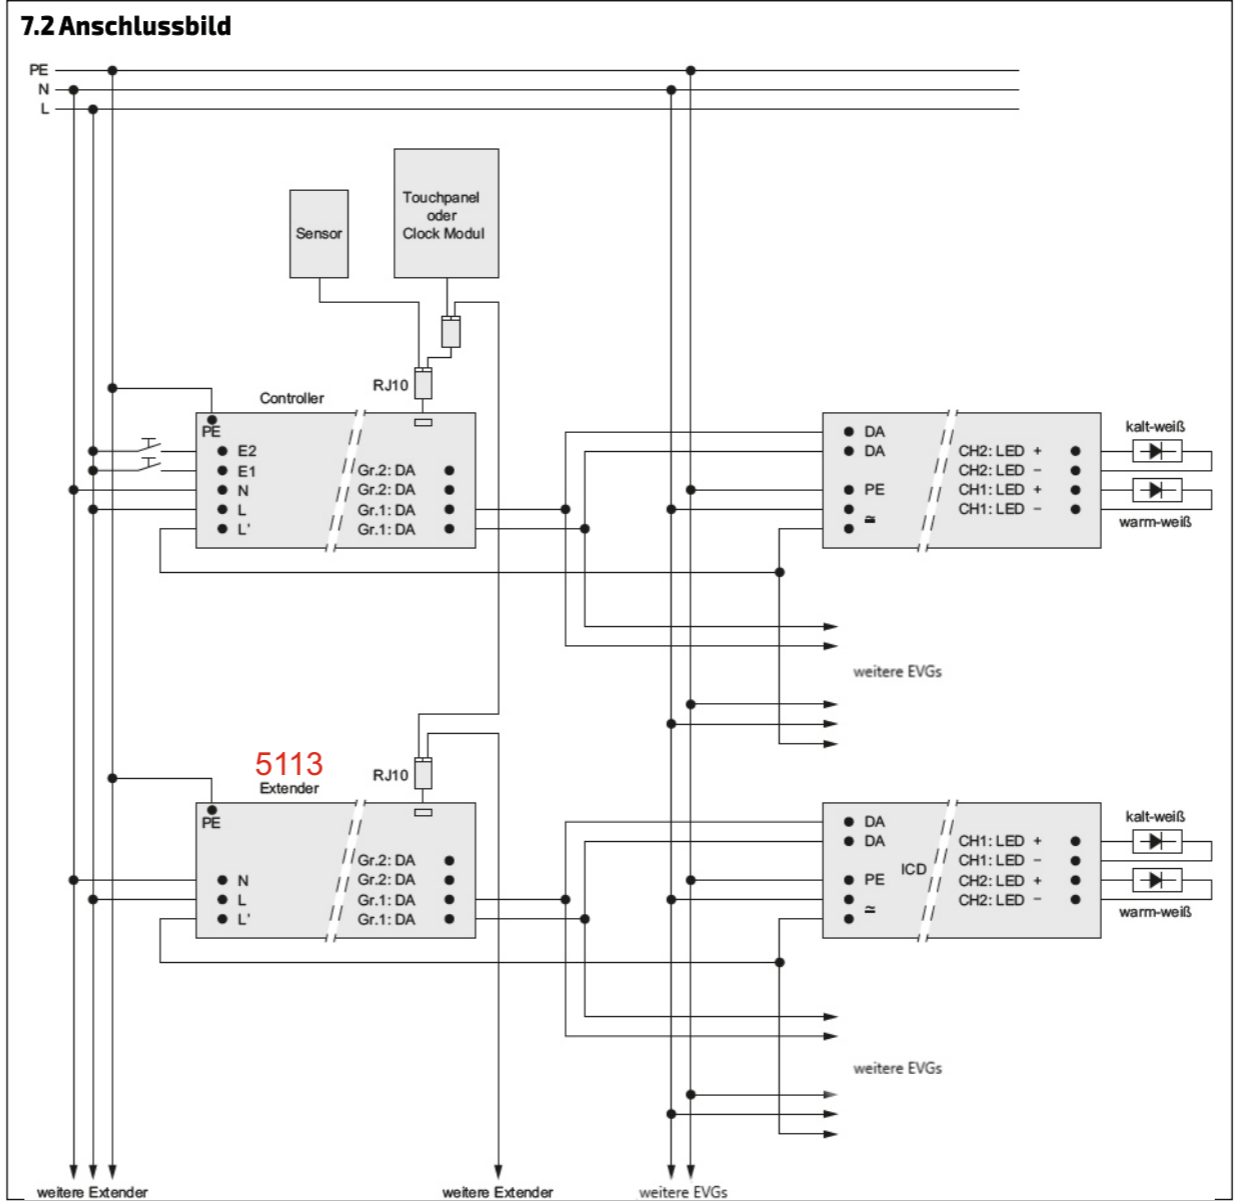 7.2 Anschlussbild
PE
N
L
Touchpanel
oder
Clock Modul
Sensor
RJ10
Controller
PE
E2
E1
N
L
L'
Gr.2: DA
Gr.2: DA
Gr.1: DA
Gr.1: DA
DA
DA
PE
≅
CH2: LED +
CH2: LED −
CH1: LED +
CH1: LED −
kalt-weiß
warm-weiß
weitere EVGs
5113
Extender
RJ10
PE
N
L
L'
Gr.2: DA
Gr.2: DA
Gr.1: DA
Gr.1: DA
DA
DA
PE
≅
ICD
CH1: LED +
CH1: LED −
CH2: LED +
CH2: LED −
kalt-weiß
warm-weiß
weitere EVGs
weitere Extender
weitere Extender
weitere EVGs